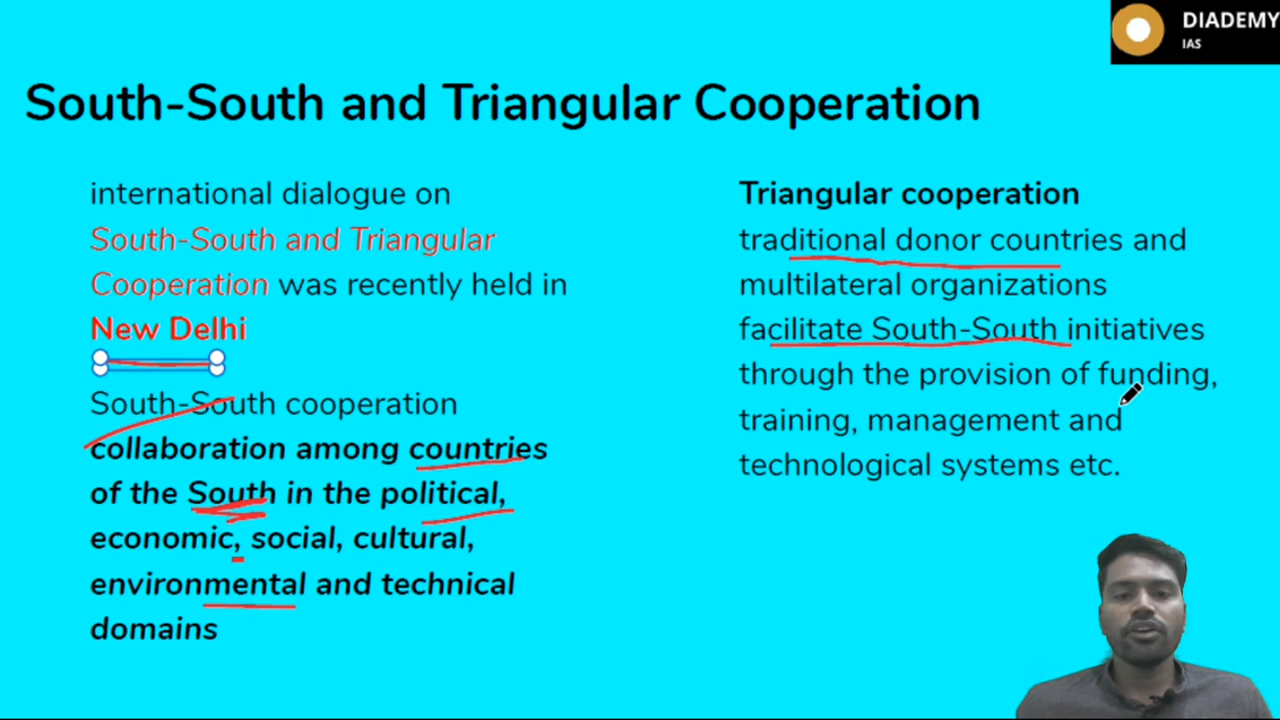 DIADEMY
IAS
South-South and Triangular Cooperation
international dialogue on
South-South and Triangular
Cooperation was recently held in
New Delhi
South-South cooperation
collaboration among countries
of the South in the political,
economic, social, cultural,
environmental and technical
domains
Triangular cooperation
traditional donor countries and
multilateral organizations
facilitate South-South initiatives
through the provision of funding,
training, management and
technological systems etc.